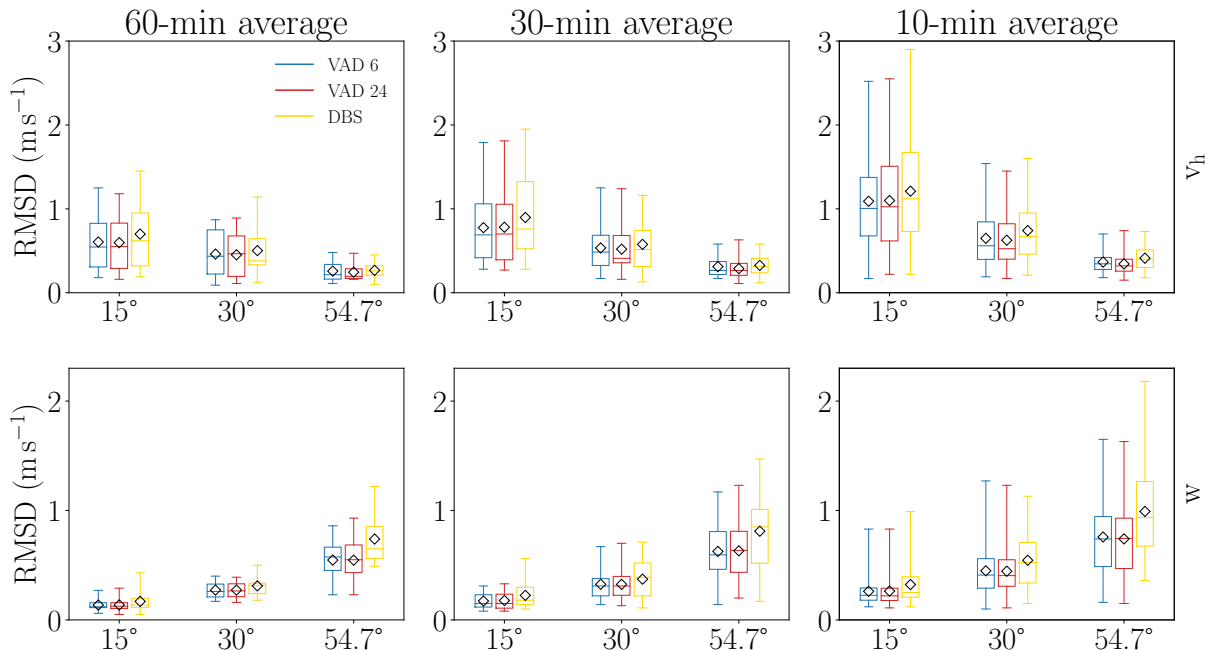 60-min average 30-min average 10-min average
3 3 3
VAD 6
VAD 24
DBS
2 2 2
1 1 1
0 0 0
RMSD (m s⁻¹)
v_h
15° 30° 54.7° 15° 30° 54.7° 15° 30° 54.7°
2 2 2
1 1 1
0 0 0
RMSD (m s⁻¹)
w
15° 30° 54.7° 15° 30° 54.7° 15° 30° 54.7°